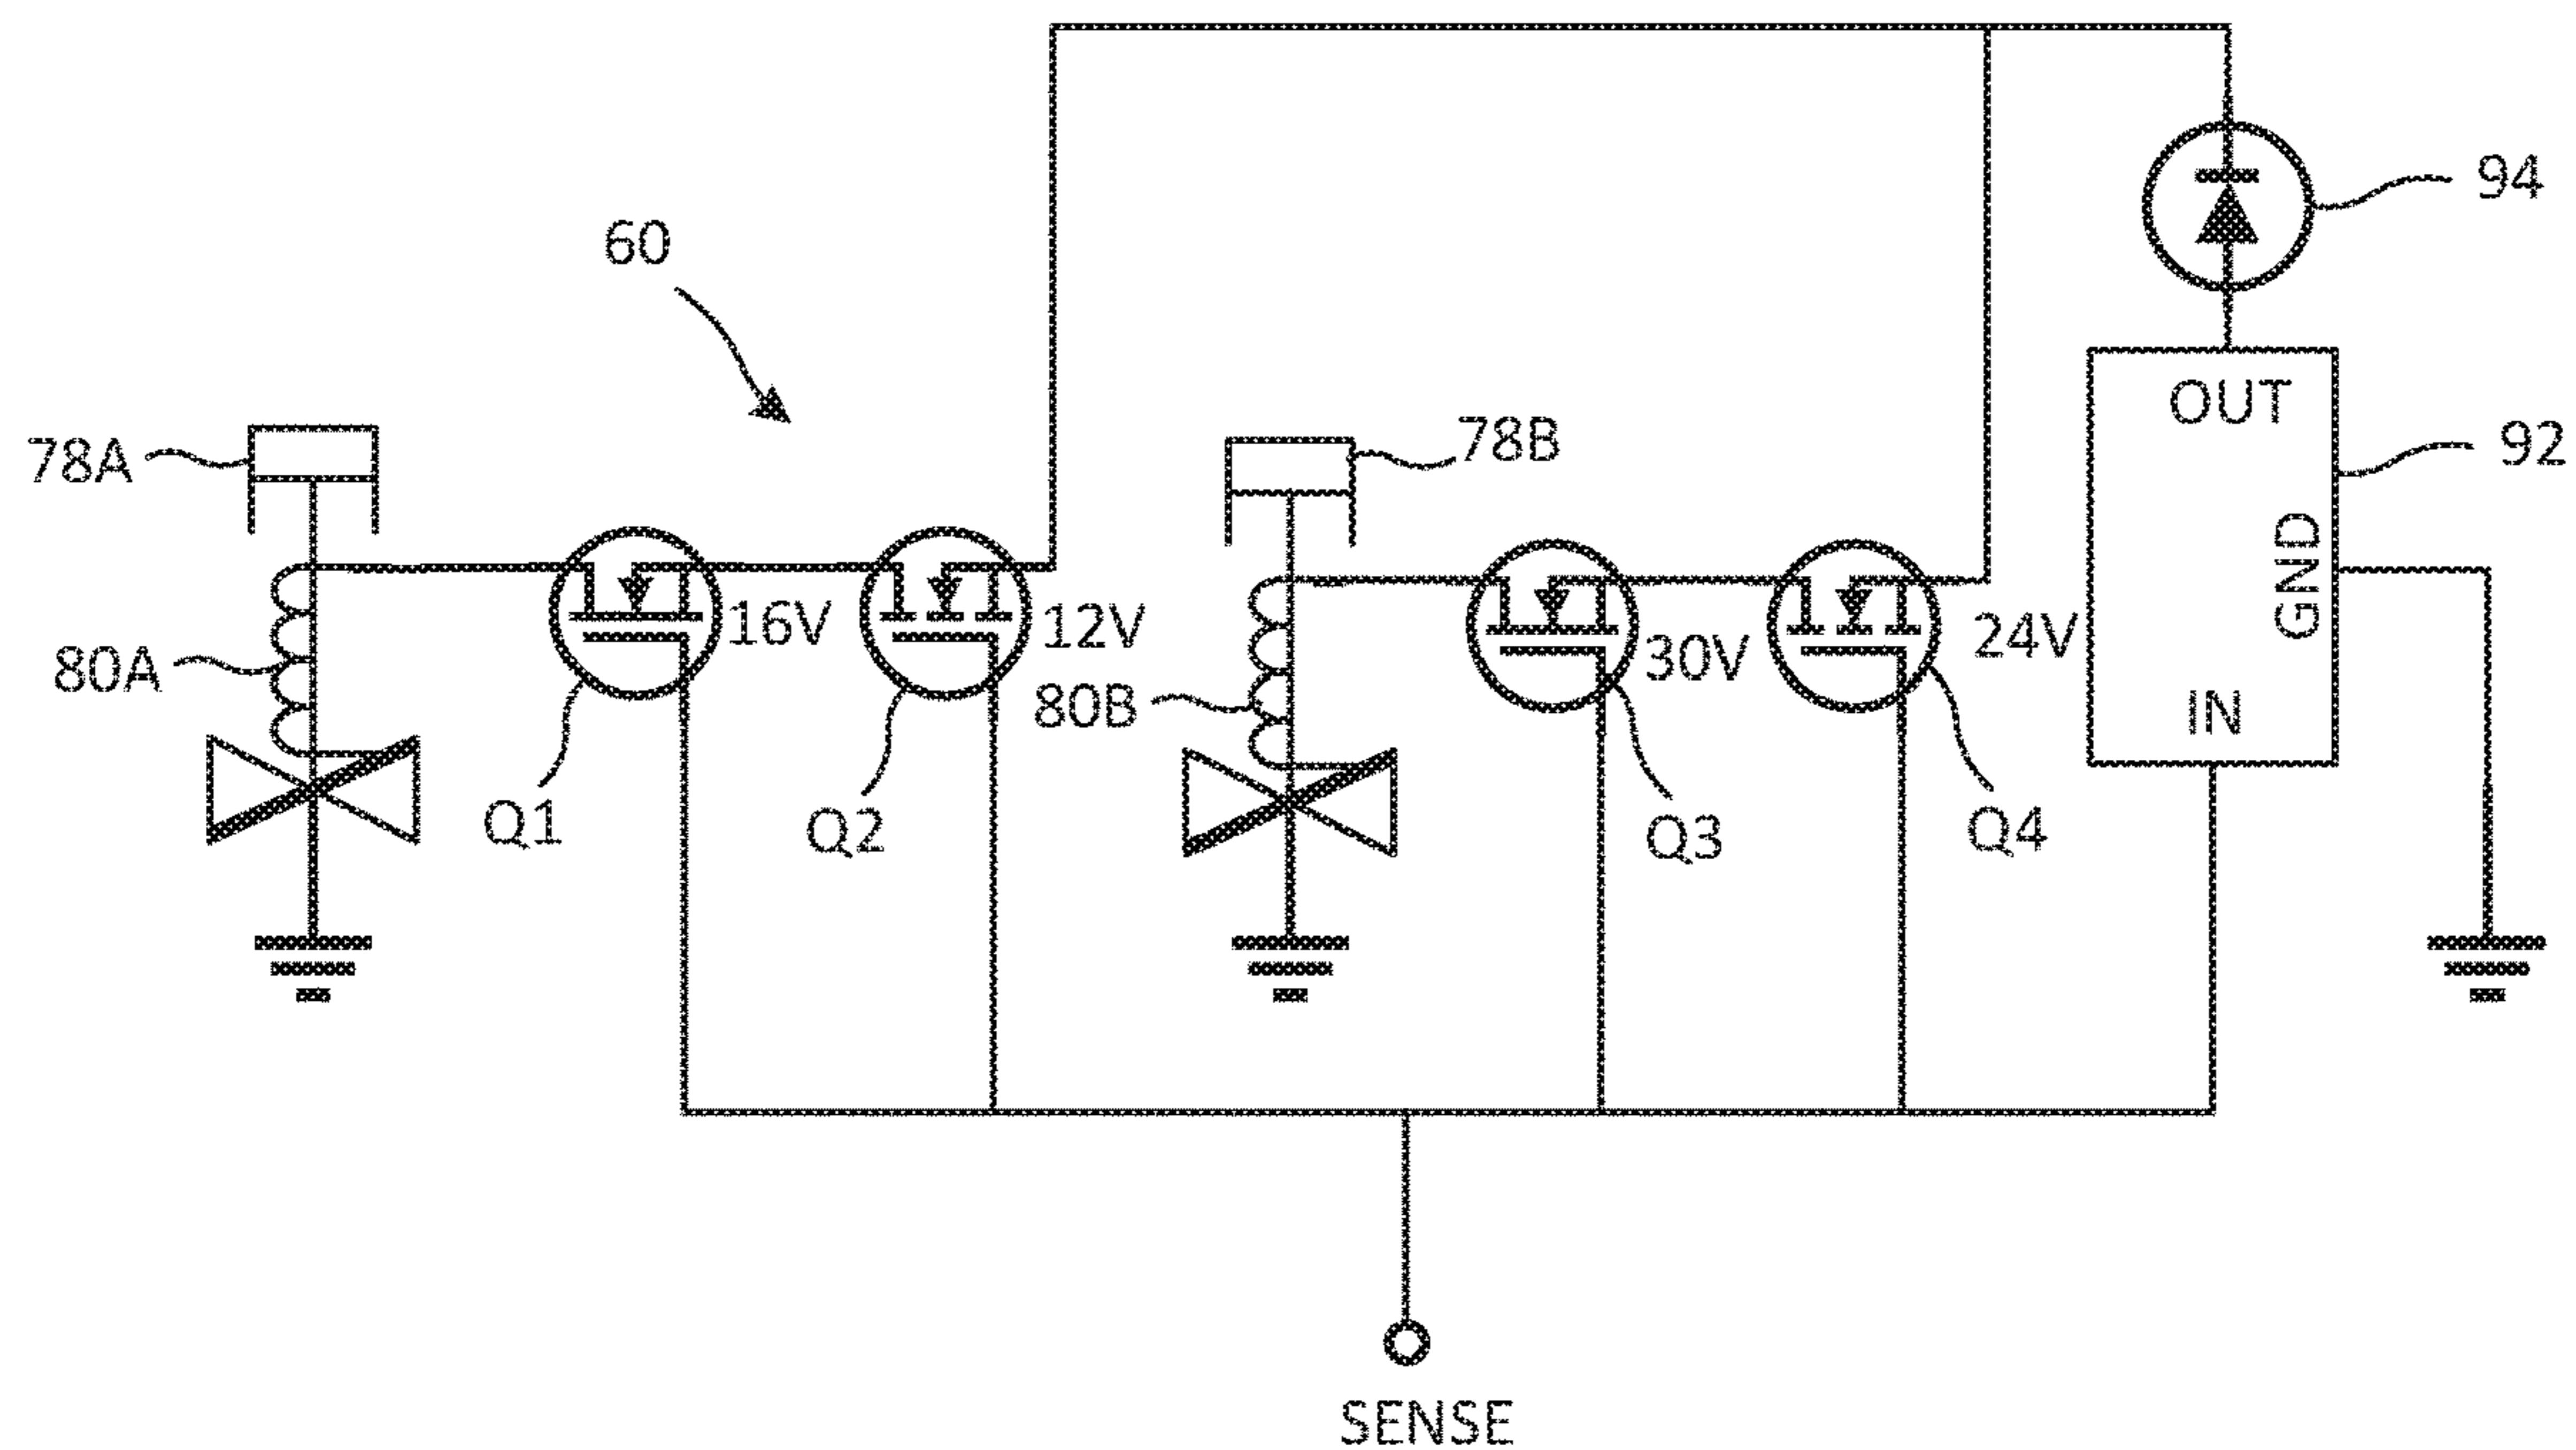 60
94
78A
78B
OUT
92
GND
16V
12V
24V
30V
80A
80B
IN
Q1
Q2
Q3
Q4
SENSE